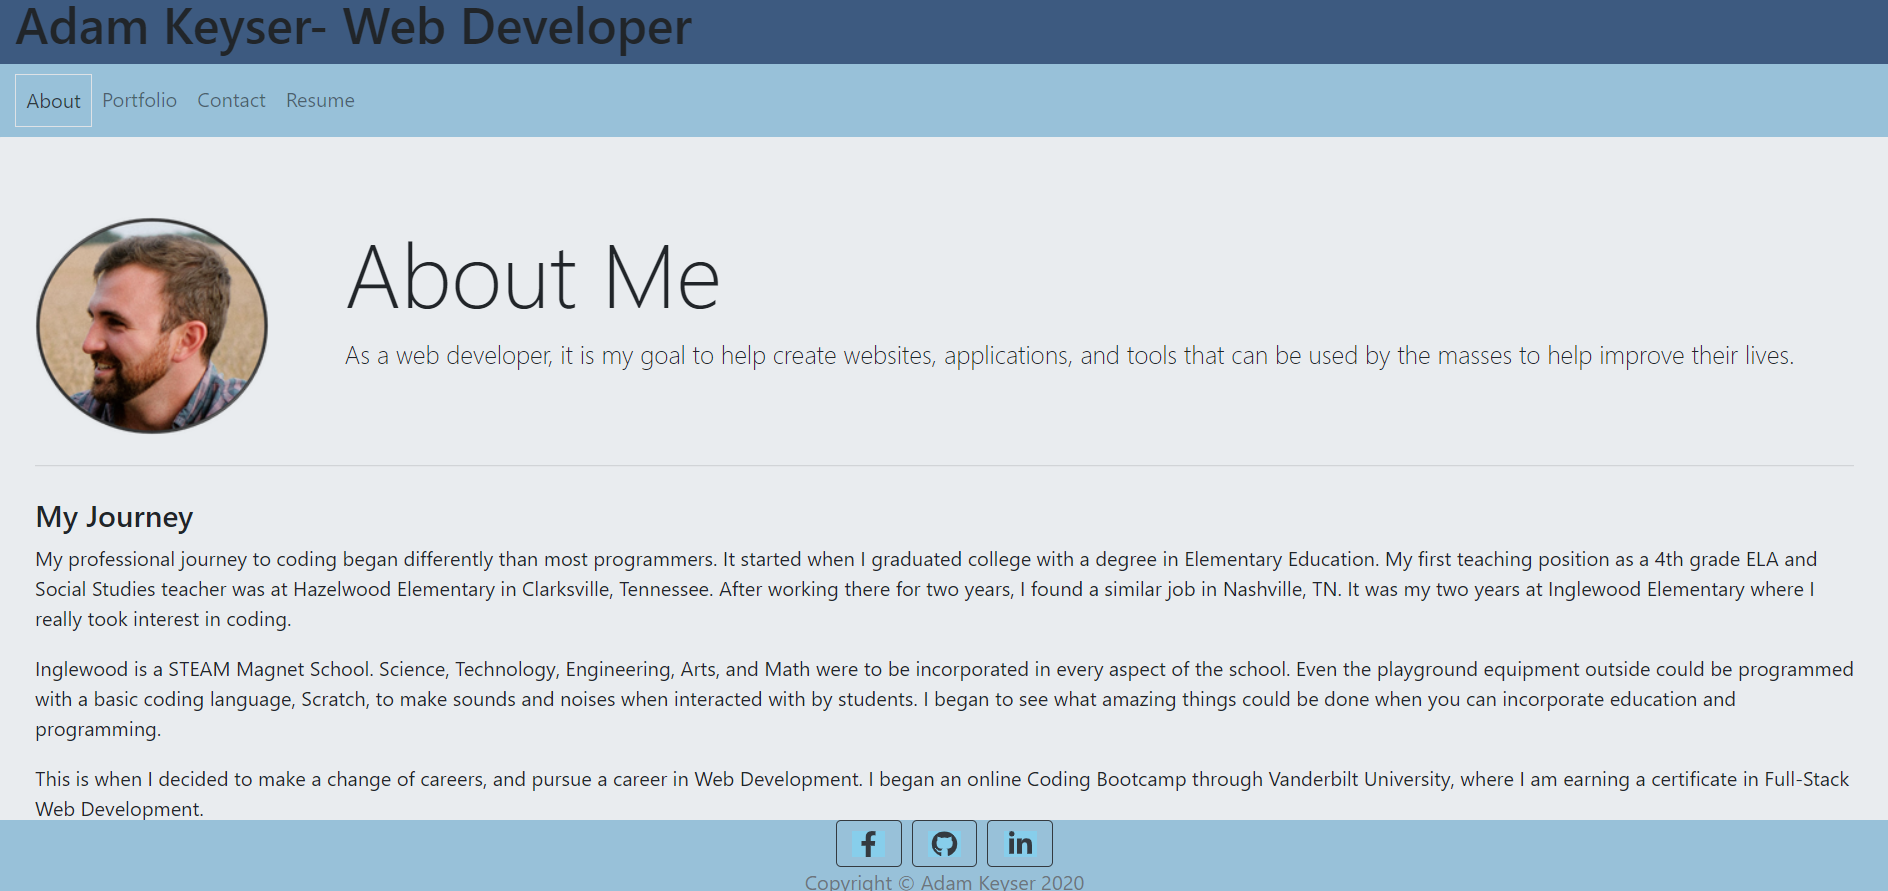 Adam Keyser- Web Developer
About Portfolio Contact Resume
About Me
As a web developer, it is my goal to help create websites, applications, and tools that can be used by the masses to help improve their lives.
My Journey
My professional journey to coding began differently than most programmers. It started when I graduated college with a degree in Elementary Education. My first teaching position as a 4th grade ELA and
Social Studies teacher was at Hazelwood Elementary in Clarksville, Tennessee. After working there for two years, I found a similar job in Nashville, TN. It was my two years at Inglewood Elementary where I
really took interest in coding.
Inglewood is a STEAM Magnet School. Science, Technology, Engineering, Arts, and Math were to be incorporated in every aspect of the school. Even the playground equipment outside could be programmed
with a basic coding language, Scratch, to make sounds and noises when interacted with by students. I began to see what amazing things could be done when you can incorporate education and
programming.
This is when I decided to make a change of careers, and pursue a career in Web Development. I began an online Coding Bootcamp through Vanderbilt University, where I am earning a certificate in Full-Stack
Web Development.
Copyright © Adam Keyser 2020